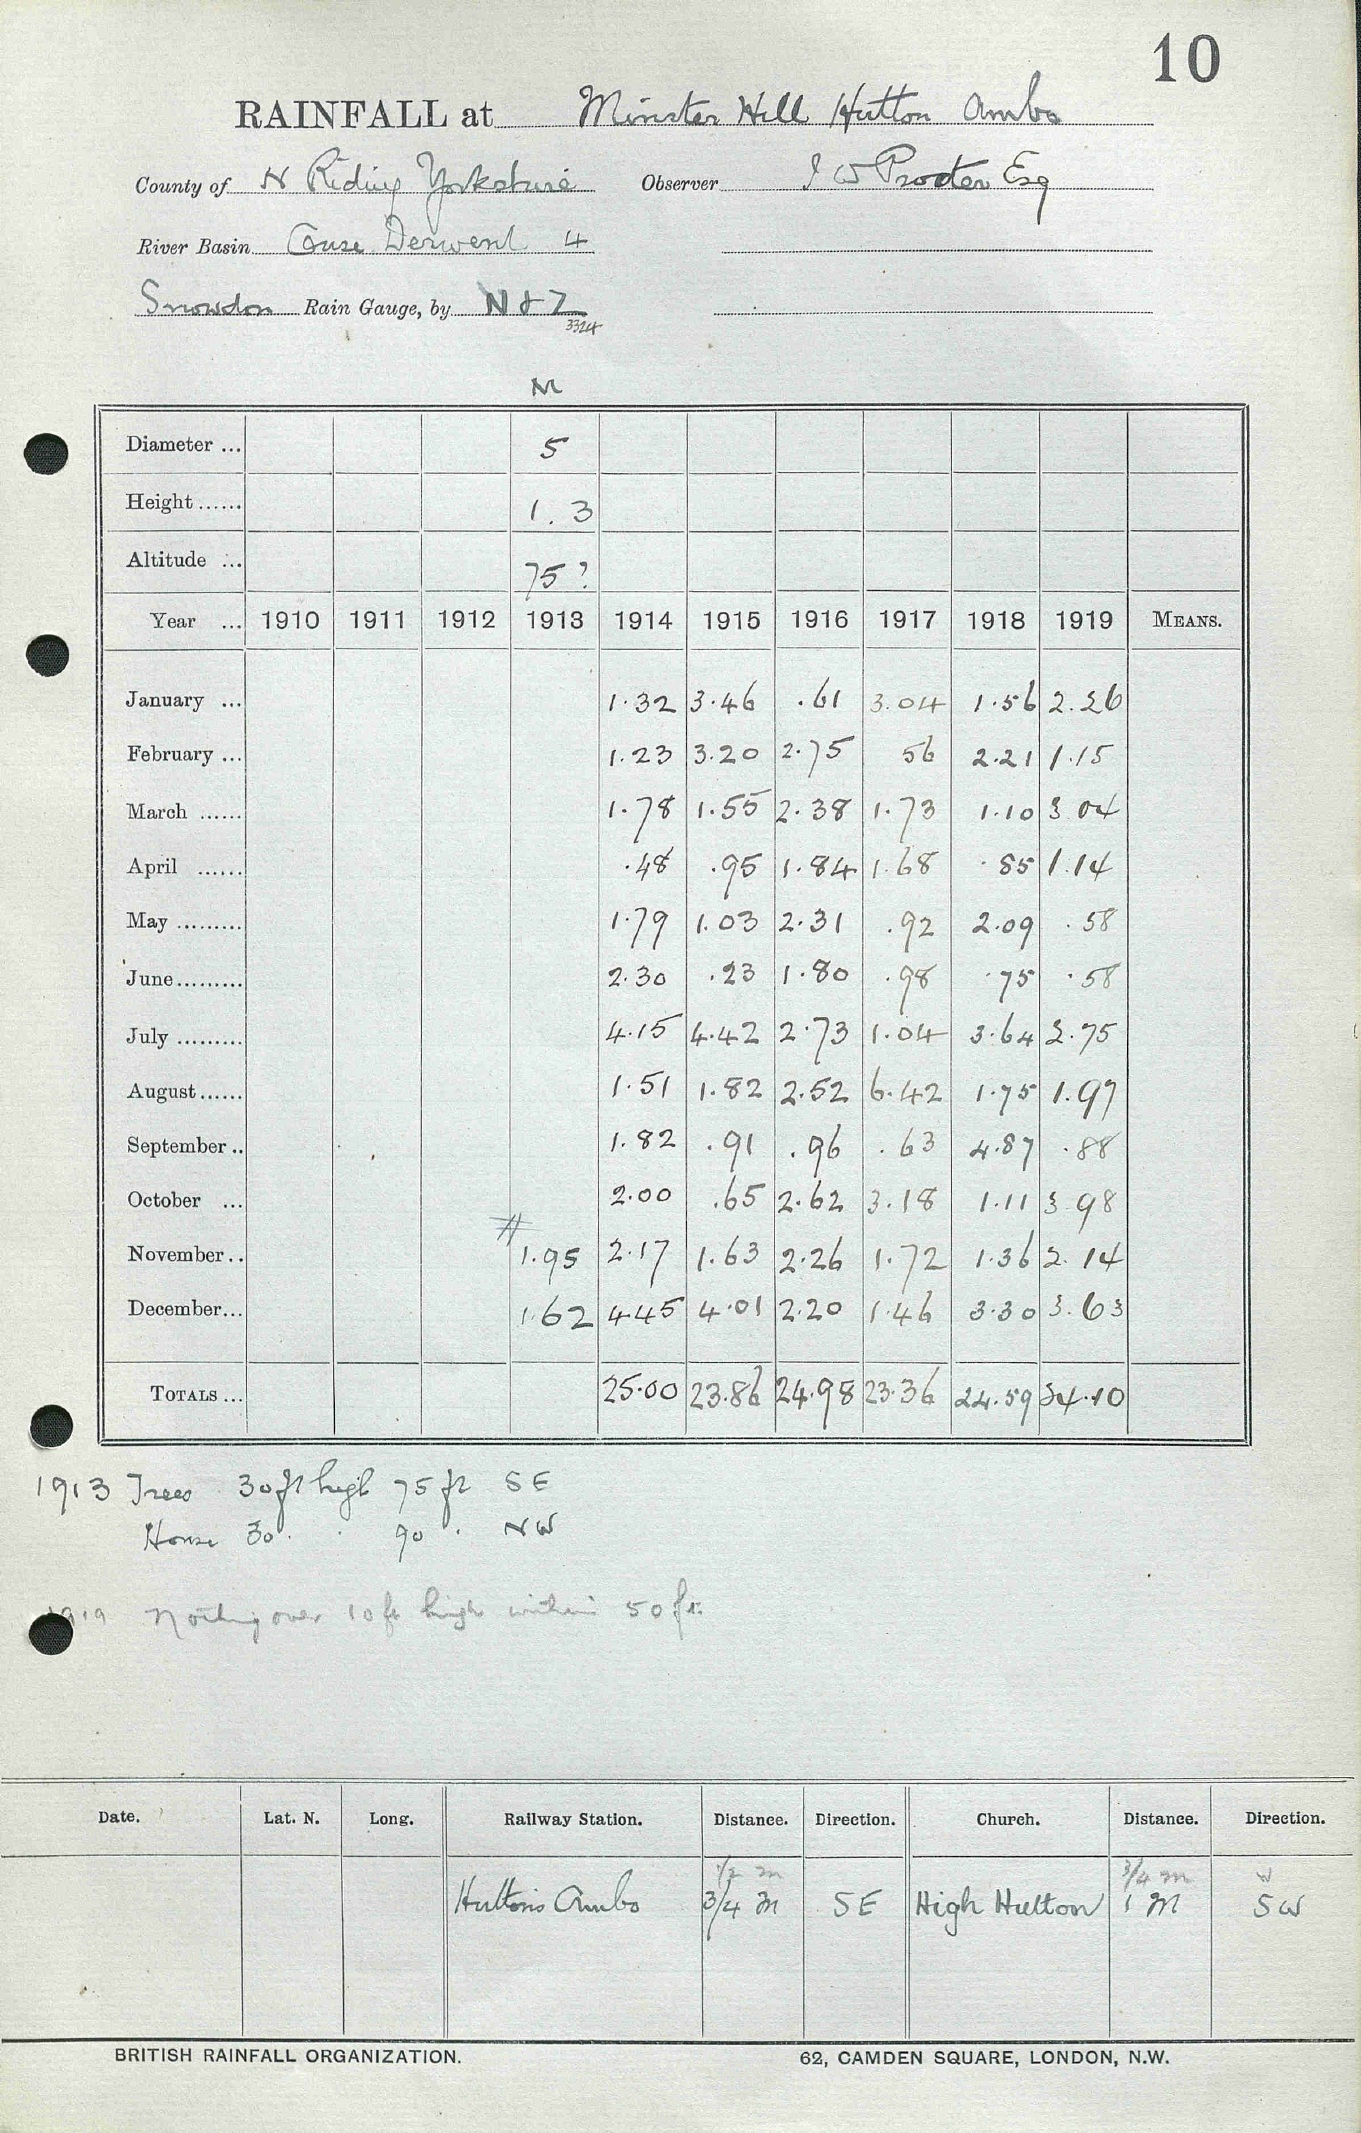 10
RAINFALL at Minster Hill Hutton Ambo
County of N Riding Yorkshire Observer J W Procter Esq
River Basin Ouse Derwent 4
Snowdon Rain Gauge, by N & Z
3324
M
Diameter ... 5
Height ...... 1.3
Altitude ... 75?
Year ... 1910 1911 1912 1913 1914 1915 1916 1917 1918 1919 MEANS.
January ... 1.32 3.46 .61 3.04 1.56 2.26
February ... 1.23 3.20 2.75 56 2.21 1.15
March ...... 1.78 1.55 2.38 1.73 1.10 3 04
April ...... .48 .95 1.84 1.68 .85 1.14
May ......... 1.79 1.03 2.31 .92 2.09 .58
June ......... 2.30 .23 1.80 .98 .75 .58
July ......... 4.15 4.42 2.73 1.04 3.64 3.75
August ...... 1.51 1.82 2.52 6.42 1.75 1.97
September .. 1.82 .91 .96 .63 4.87 .88
October ... 2.00 .65 2.62 3.18 1.11 3.98
November .. # 1.95 2.17 1.63 2.26 1.72 1.36 2.14
December ... 1.62 4.45 4.01 2.20 1.46 3.30 3.63
TOTALS ... 25.00 23.86 24.98 23.36 24.59 24.10
1913 Trees 30 ft high 75 ft SE
House 30 . . 90 . NW
1919 Nothing over 10 ft high within 50 ft.
Date. Lat. N. Long. Railway Station. Distance. Direction. Church. Distance. Direction.
1/2 m 3/4 m W
Huttons Ambo 3/4 M SE High Hutton 1 M SW
BRITISH RAINFALL ORGANIZATION. 62, CAMDEN SQUARE, LONDON, N.W.